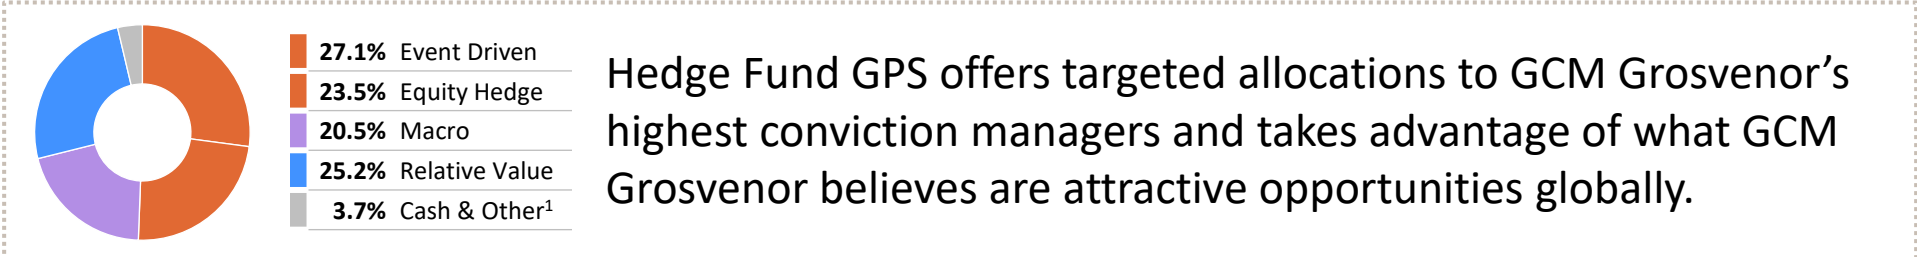 27.1% Event Driven
23.5% Equity Hedge
20.5% Macro
25.2% Relative Value
3.7% Cash & Other¹
Hedge Fund GPS offers targeted allocations to GCM Grosvenor’s
highest conviction managers and takes advantage of what GCM
Grosvenor believes are attractive opportunities globally.